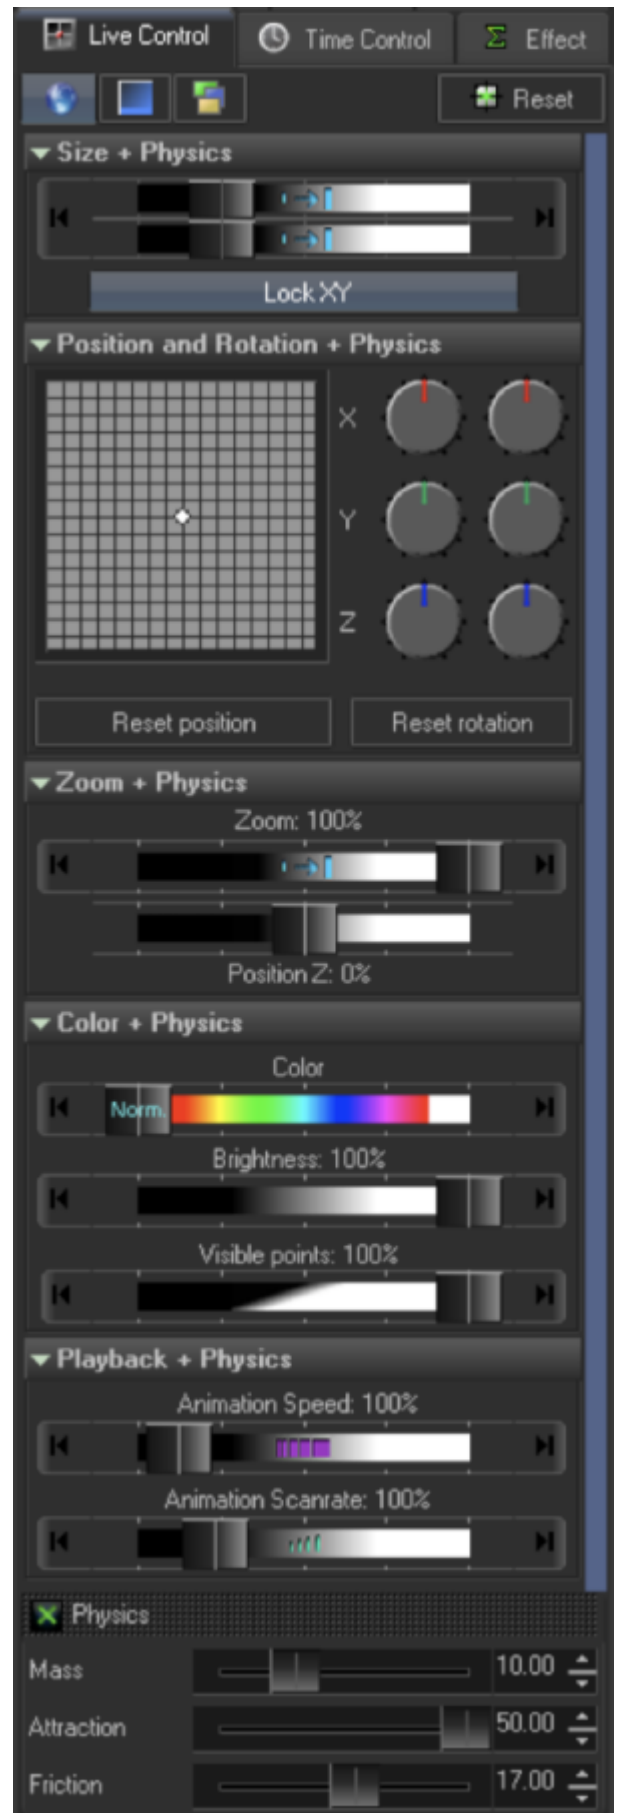 Live Control Time Control Effect
Reset
Size + Physics
Lock XY
Position and Rotation + Physics
X
Y
Z
Reset position Reset rotation
Zoom + Physics
Zoom: 100%
Position Z: 0%
Color + Physics
Color
Norm.
Brightness: 100%
Visible points: 100%
Playback + Physics
Animation Speed: 100%
Animation Scanrate: 100%
Physics
Mass 10.00
Attraction 50.00
Friction 17.00